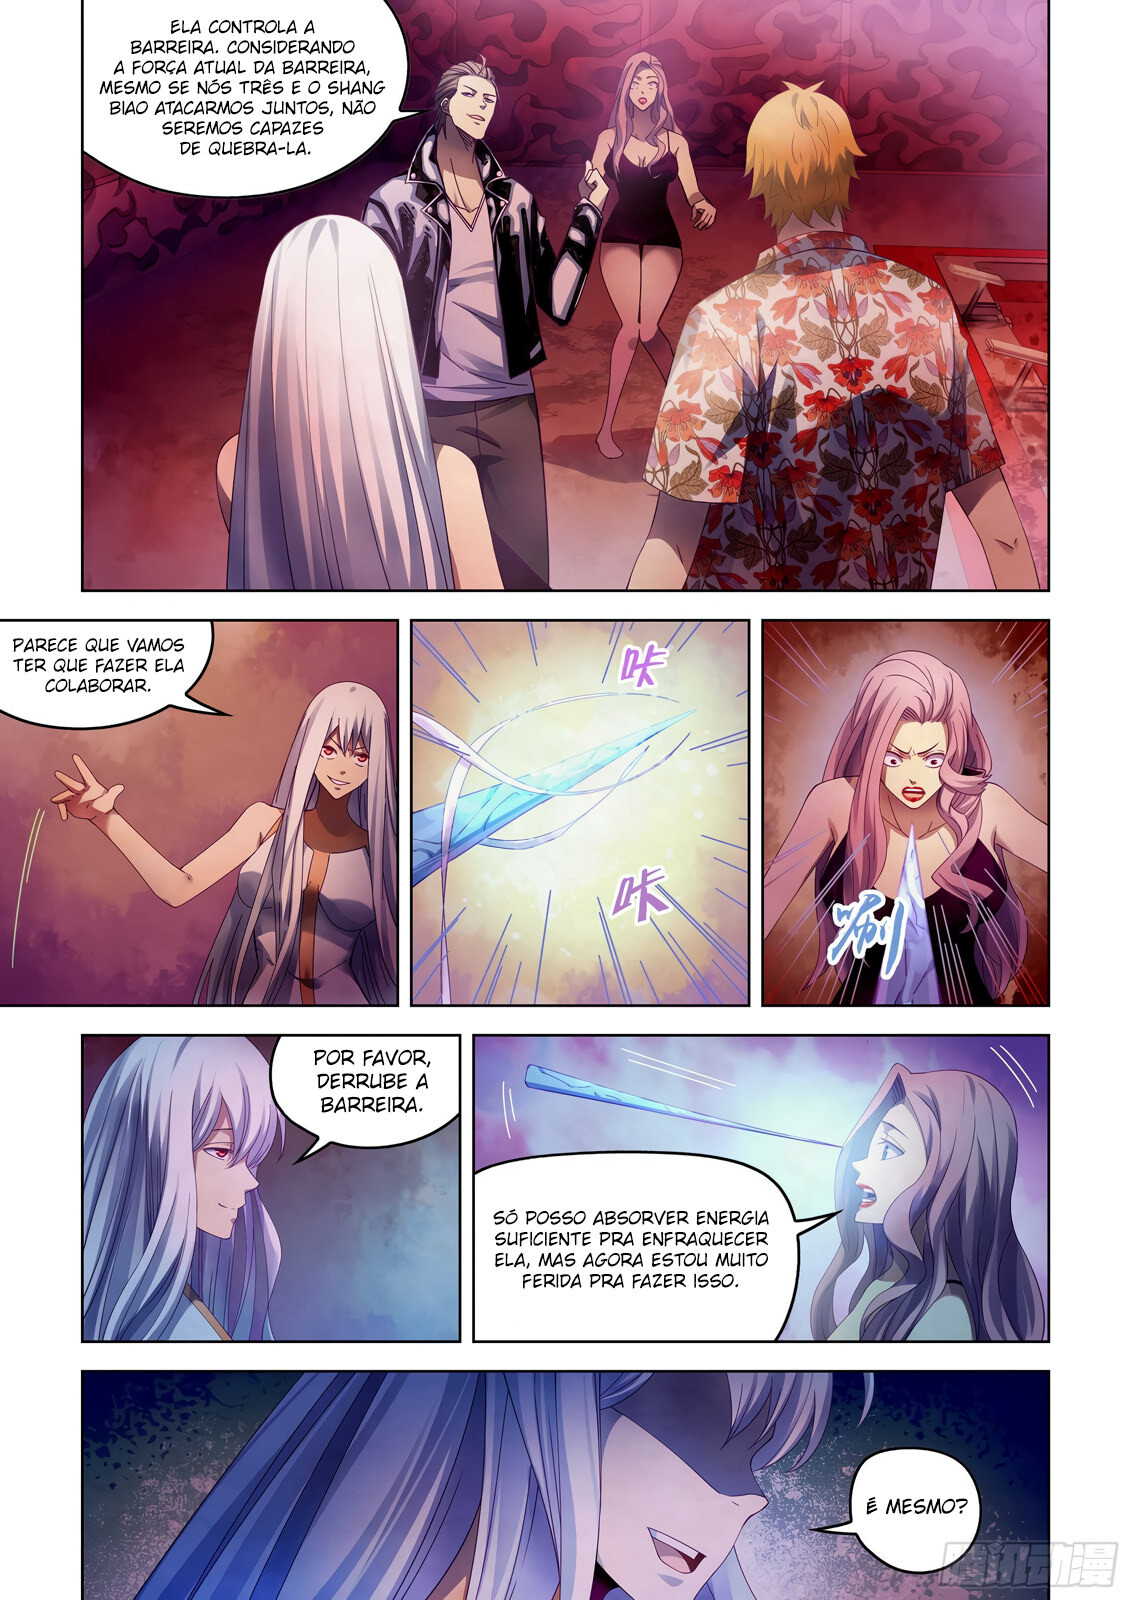 ELA CONTROLA A
BARREIRA. CONSIDERANDO
A FORÇA ATUAL DA BARREIRA,
MESMO SE NÓS TRÊS E O SHANG
BIAO ATACARMOS JUNTOS, NÃO
SEREMOS CAPAZES
DE QUEBRA-LA.
PARECE QUE VAMOS
TER QUE FAZER ELA
COLABORAR.
咔
咔
唰
POR FAVOR,
DERRUBE A
BARREIRA.
SÓ POSSO ABSORVER ENERGIA
SUFICIENTE PRA ENFRAQUECER
ELA, MAS AGORA ESTOU MUITO
FERIDA PRA FAZER ISSO.
É MESMO?
腾讯动漫